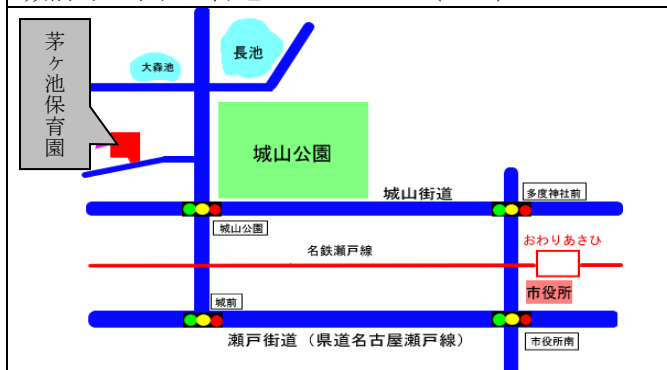 茅ヶ池保育園
大森池
長池
城山公園
城山街道
多度神社前
城山公園
おわりあさひ
名鉄瀬戸線
市役所
城前
瀬戸街道（県道名古屋瀬戸線）
市役所南